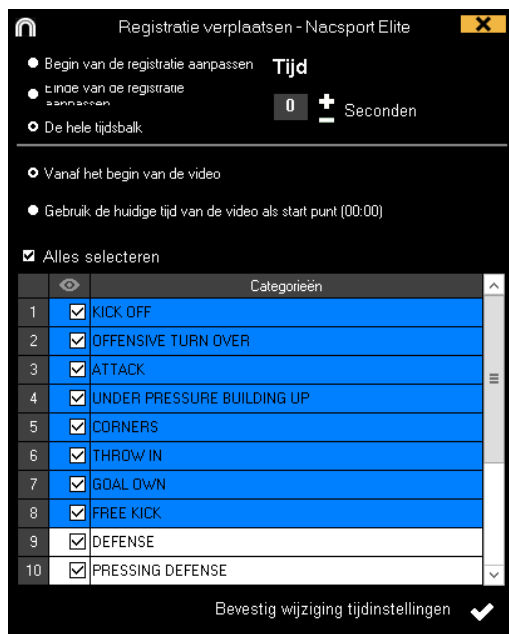 Registratie verplaatsen - Nacsport Elite
Begin van de registratie aanpassen
Tijd
Einde van de registratie
aanpassen
0
Seconden
De hele tijdsbalk
Vanaf het begin van de video
Gebruik de huidige tijd van de video als start punt (00:00)
Alles selecteren
Categorieën
1 KICK OFF
2 OFFENSIVE TURN OVER
3 ATTACK
4 UNDER PRESSURE BUILDING UP
5 CORNERS
6 THROW IN
7 GOAL OWN
8 FREE KICK
9 DEFENSE
10 PRESSING DEFENSE
Bevestig wijziging tijdinstellingen